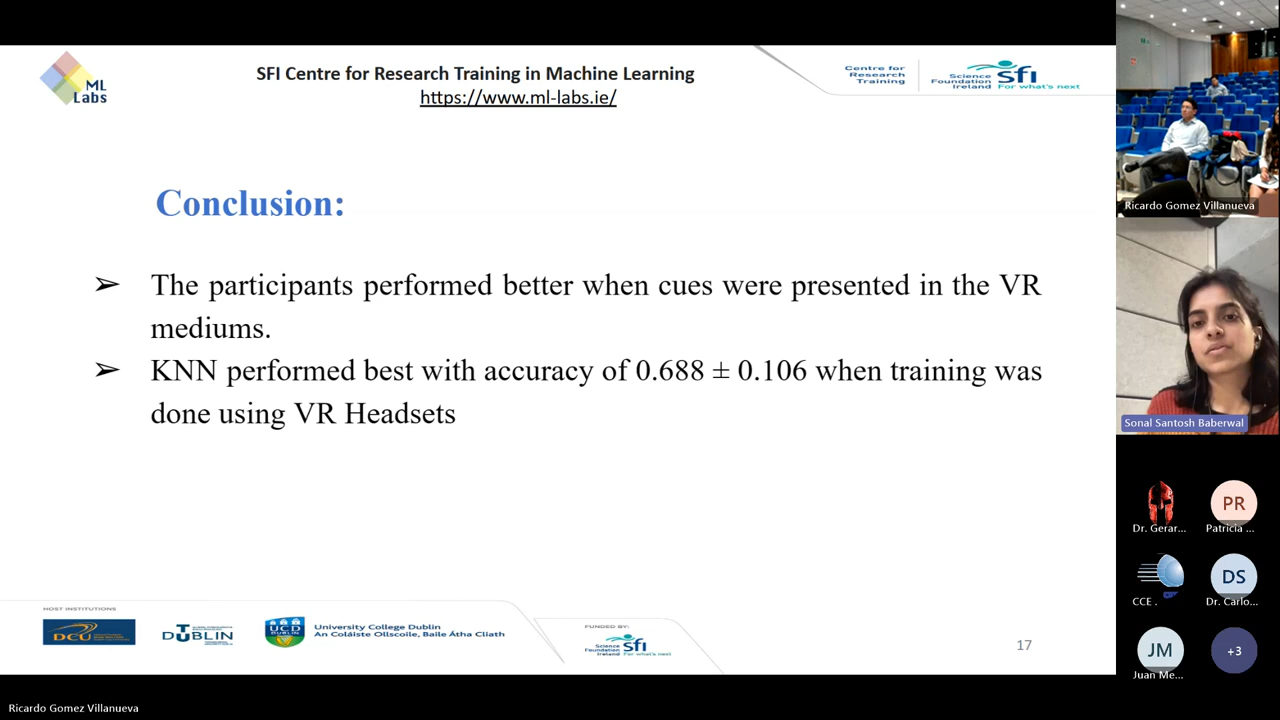 ML
Labs
SFI Centre for Research Training in Machine Learning
https://www.ml-labs.ie/
Centre for
Research
Training
Science
Foundation
Ireland
sfi
For what's next
Conclusion:
➢ The participants performed better when cues were presented in the VR
mediums.
➢ KNN performed best with accuracy of 0.688 ± 0.106 when training was
done using VR Headsets
HOST INSTITUTIONS
DCU
DUBLIN
UCD
DUBLIN
University College Dublin
An Coláiste Ollscoile, Baile Átha Cliath
FUNDED BY:
Science
Foundation
Ireland
sfi
For what's next
17
Ricardo Gomez Villanueva
Sonal Santosh Baberwal
Dr. Gerar...
PR
Patricia ...
CCE .
DS
Dr. Carlo...
JM
Juan Me...
+3
Ricardo Gomez Villanueva